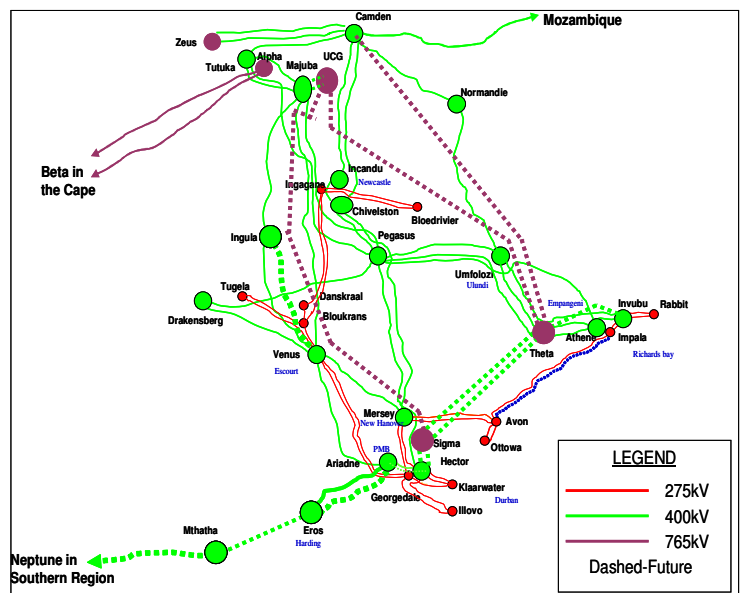 Camden
Mozambique
Zeus
Tutuka
Alpha
Majuba
UCG
Normandie
Beta in
the Cape
Incandu
Newcastle
Ingagane
Chivelston
Bloedrivier
Ingula
Pegasus
Umfolozi
Ulundi
Tugela
Danskraal
Bloukrans
Drakensberg
Empangeni
Invubu
Rabbit
Athene
Impala
Theta
Richards bay
Venus
Escourt
Mersey
New Hanover
Avon
Sigma
Ottowa
PMB
Ariadne
Hector
Georgedale
Klaarwater
Durban
Illovo
Eros
Harding
Mthatha
Neptune in
Southern Region
LEGEND
275kV
400kV
765kV
Dashed-Future